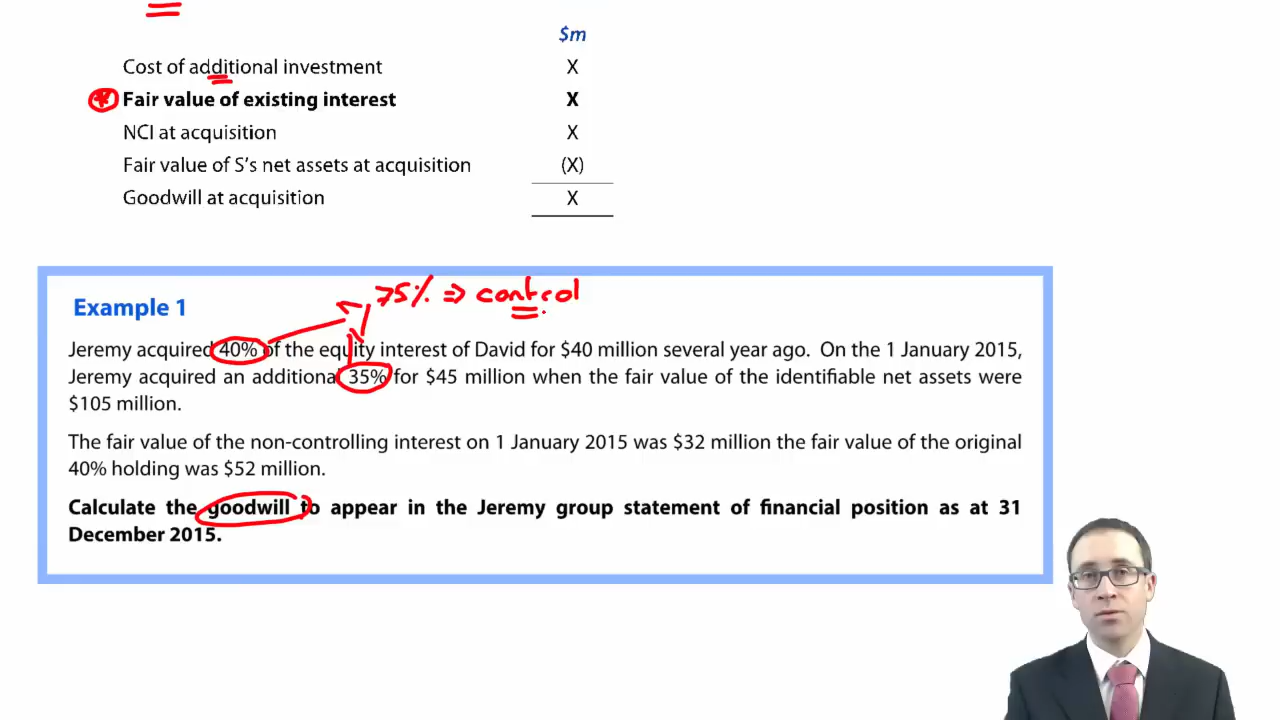 $m
Cost of additional investment X
Fair value of existing interest X
NCI at acquisition X
Fair value of S's net assets at acquisition (X)
Goodwill at acquisition X
75% ⇒ control
Example 1
Jeremy acquired 40% of the equity interest of David for $40 million several year ago. On the 1 January 2015,
Jeremy acquired an additional 35% for $45 million when the fair value of the identifiable net assets were
$105 million.
The fair value of the non-controlling interest on 1 January 2015 was $32 million the fair value of the original
40% holding was $52 million.
Calculate the goodwill to appear in the Jeremy group statement of financial position as at 31
December 2015.